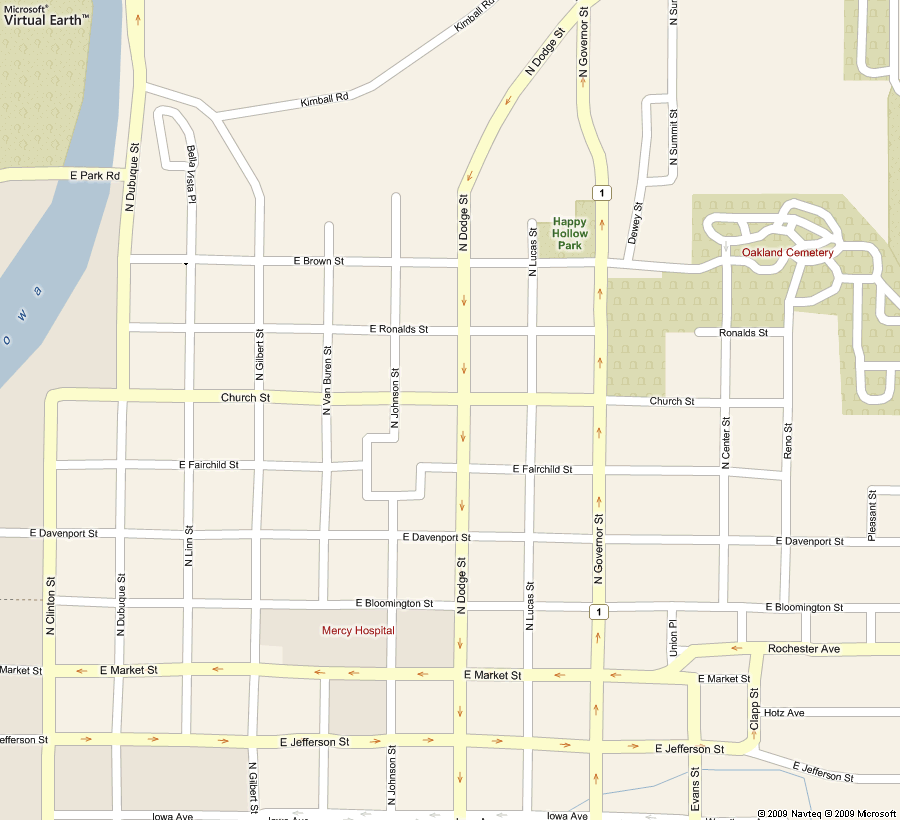 Microsoft®
Virtual Earth™
Kimball Rd
N Dodge St
N Governor St
N Sum
Kimball Rd
N Summit St
Bella Vista Pl
N Dubuque St
E Park Rd
1
N Dodge St
N Lucas St
Happy
Hollow
Park
Dewey St
Oakland Cemetery
E Brown St
o w a
E Ronalds St
Ronalds St
N Gilbert St
N Van Buren St
N Johnson St
Church St
Church St
N Center St
Reno St
E Fairchild St
E Fairchild St
Pleasant St
E Davenport St
N Linn St
E Davenport St
E Davenport St
N Governor St
N Clinton St
N Dubuque St
N Dodge St
N Lucas St
E Bloomington St
1
E Bloomington St
Mercy Hospital
Union Pl
Rochester Ave
Market St
E Market St
E Market St
E Market St
Clapp St
Hotz Ave
efferson St
E Jefferson St
E Jefferson St
E Jefferson St
N Gilbert St
N Johnson St
Evans St
Iowa Ave
Iowa Ave
Iowa Ave
© 2009 Navteq © 2009 Microsoft